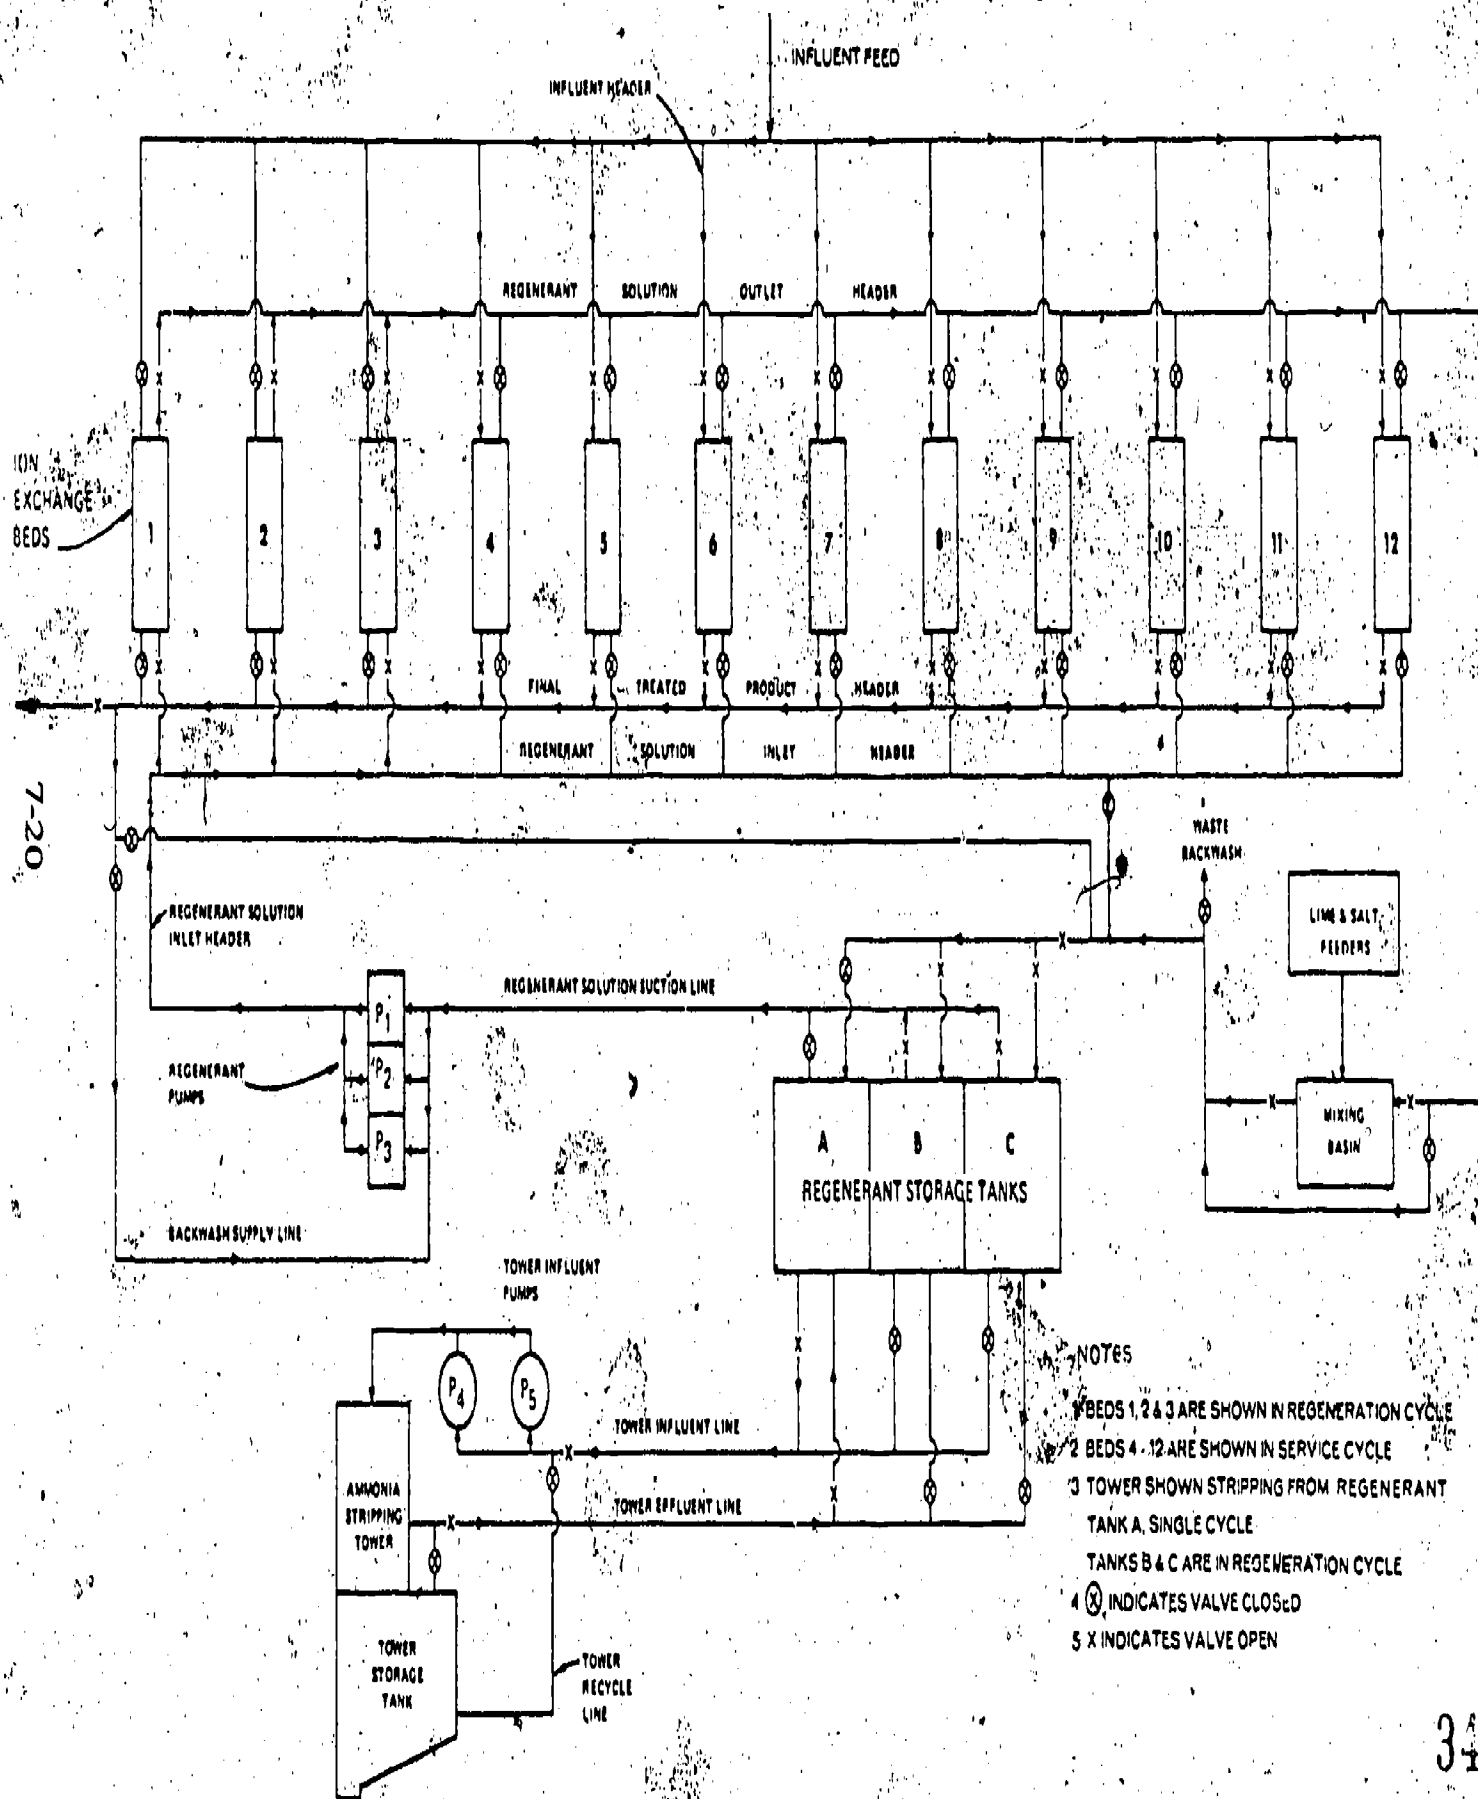 INFLUENT FEED
INFLUENT HEADER
REGENERANT SOLUTION OUTLET HEADER
ION
EXCHANGE
BEDS
1 2 3 4 5 6 7 8 9 10 11 12
FINAL TREATED PRODUCT HEADER
REGENERANT SOLUTION INLET HEADER
7-20
WASTE
BACKWASH
LIME & SALT
FEEDERS
REGENERANT SOLUTION
INLET HEADER
REGENERANT SOLUTION SUCTION LINE
P1
P2
P3
REGENERANT
PUMPS
MIXING
BASIN
A B C
REGENERANT STORAGE TANKS
BACKWASH SUPPLY LINE
TOWER INFLUENT
PUMPS
P4 P5
TOWER INFLUENT LINE
AMMONIA
STRIPPING
TOWER
TOWER EFFLUENT LINE
TOWER
STORAGE
TANK
TOWER
RECYCLE
LINE
NOTES
1 BEDS 1, 2 & 3 ARE SHOWN IN REGENERATION CYCLE
2 BEDS 4 - 12 ARE SHOWN IN SERVICE CYCLE
3 TOWER SHOWN STRIPPING FROM REGENERANT
TANK A, SINGLE CYCLE
TANKS B & C ARE IN REGENERATION CYCLE
4 Ⓧ INDICATES VALVE CLOSED
5 X INDICATES VALVE OPEN